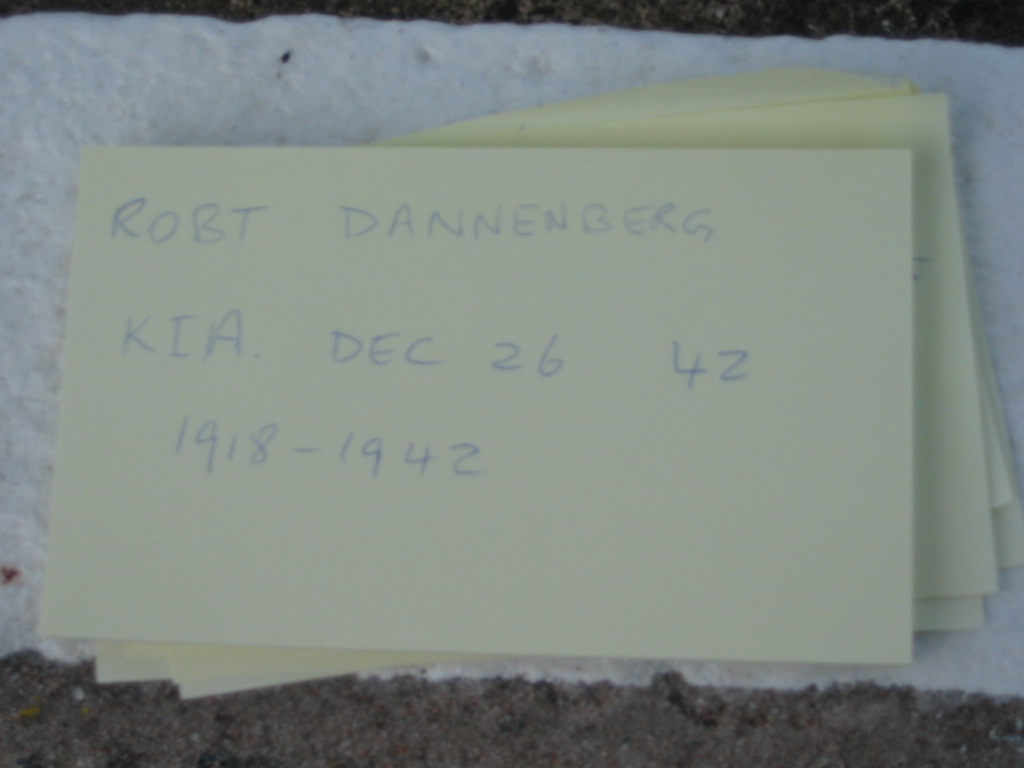 ROBT DANNENBERG
KIA. DEC 26 42
1918-1942